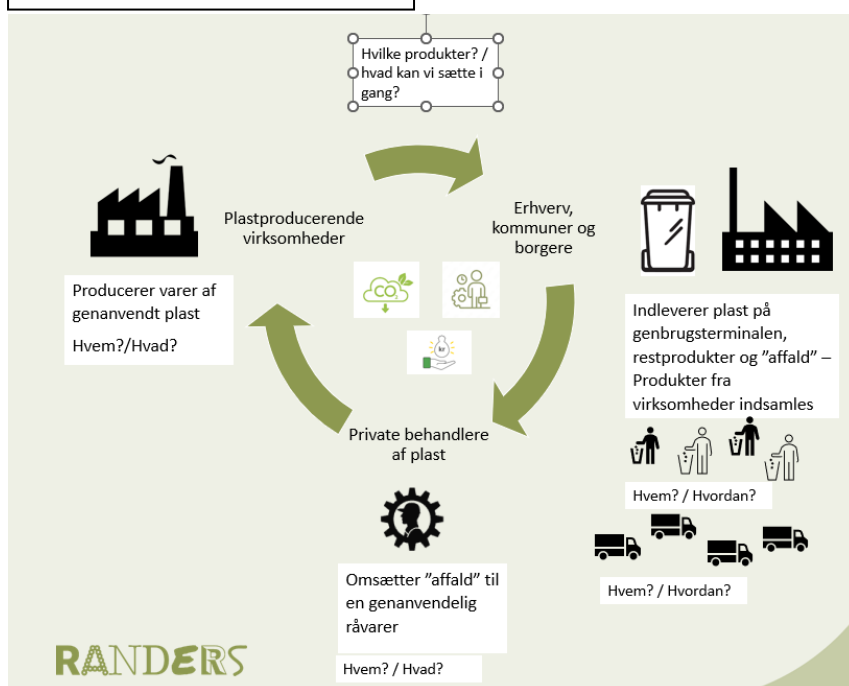 Hvilke produkter? /
hvad kan vi sætte i
gang?
Plastproducerende
virksomheder
Erhverv,
kommuner og
borgere
Producerer varer af
genanvendt plast
Hvem?/Hvad?
CO₂
kr
Indleverer plast på
genbrugsterminalen,
restprodukter og ”affald” –
Produkter fra
virksomheder indsamles
Hvem? / Hvordan?
Hvem? / Hvordan?
Private behandlere
af plast
Omsætter ”affald” til
en genanvendelig
råvarer
Hvem? / Hvad?
RANDERS